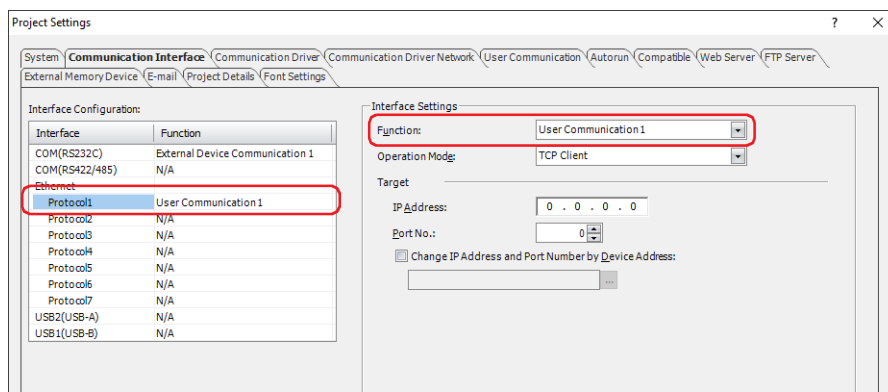 Project Settings ? ×
System Communication Interface Communication Driver Communication Driver Network User Communication Autorun Compatible Web Server FTP Server
External Memory Device E-mail Project Details Font Settings
Interface Configuration:
Interface Function
COM(RS232C) External Device Communication 1
COM(RS422/485) N/A
Ethernet
Protocol1 User Communication 1
Protocol2 N/A
Protocol3 N/A
Protocol4 N/A
Protocol5 N/A
Protocol6 N/A
Protocol7 N/A
USB2(USB-A) N/A
USB1(USB-B) N/A
Interface Settings
Function: User Communication 1
Operation Mode: TCP Client
Target
IP Address: 0 . 0 . 0 . 0
Port No.: 0
Change IP Address and Port Number by Device Address:
...